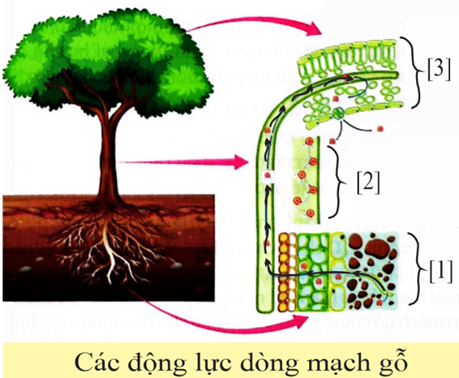 [3]
[2]
[1]
Các động lực dòng mạch gỗ